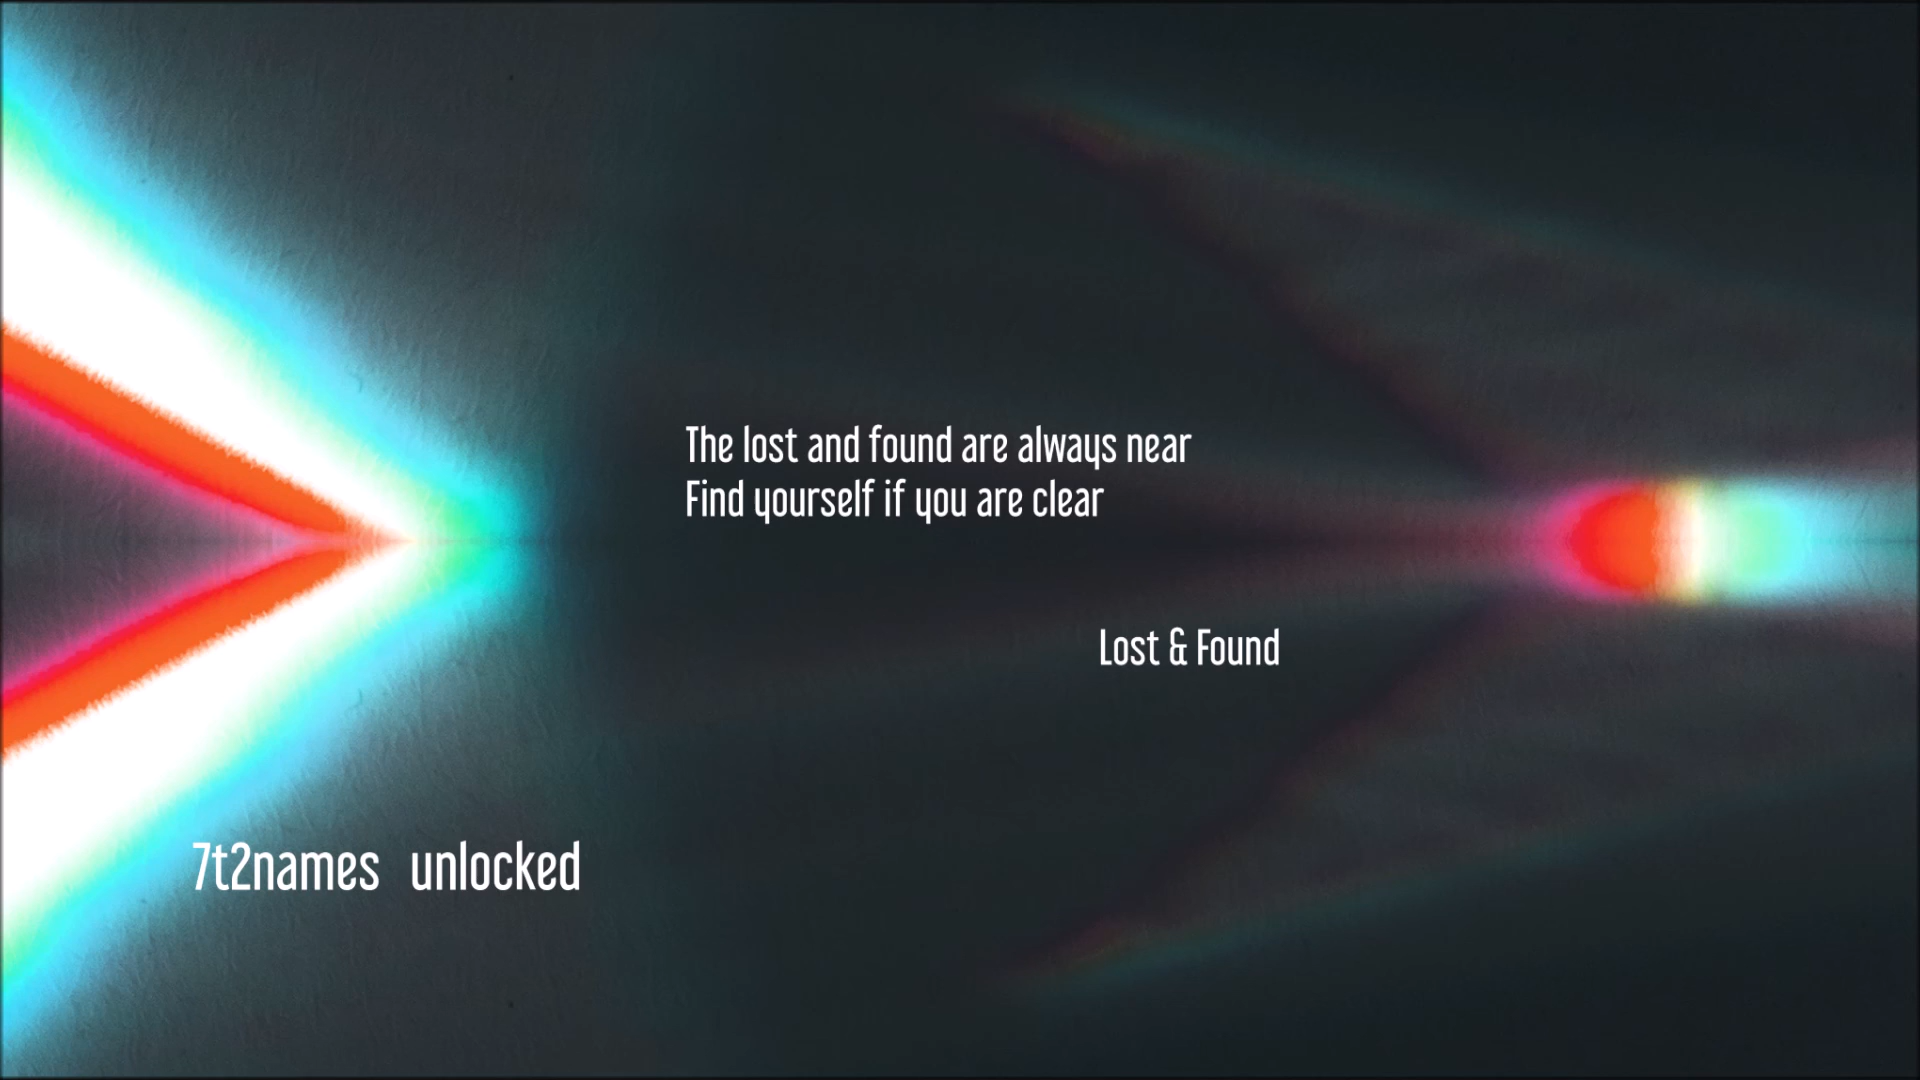 The lost and found are always near
Find yourself if you are clear
Lost & Found
7t2names unlocked